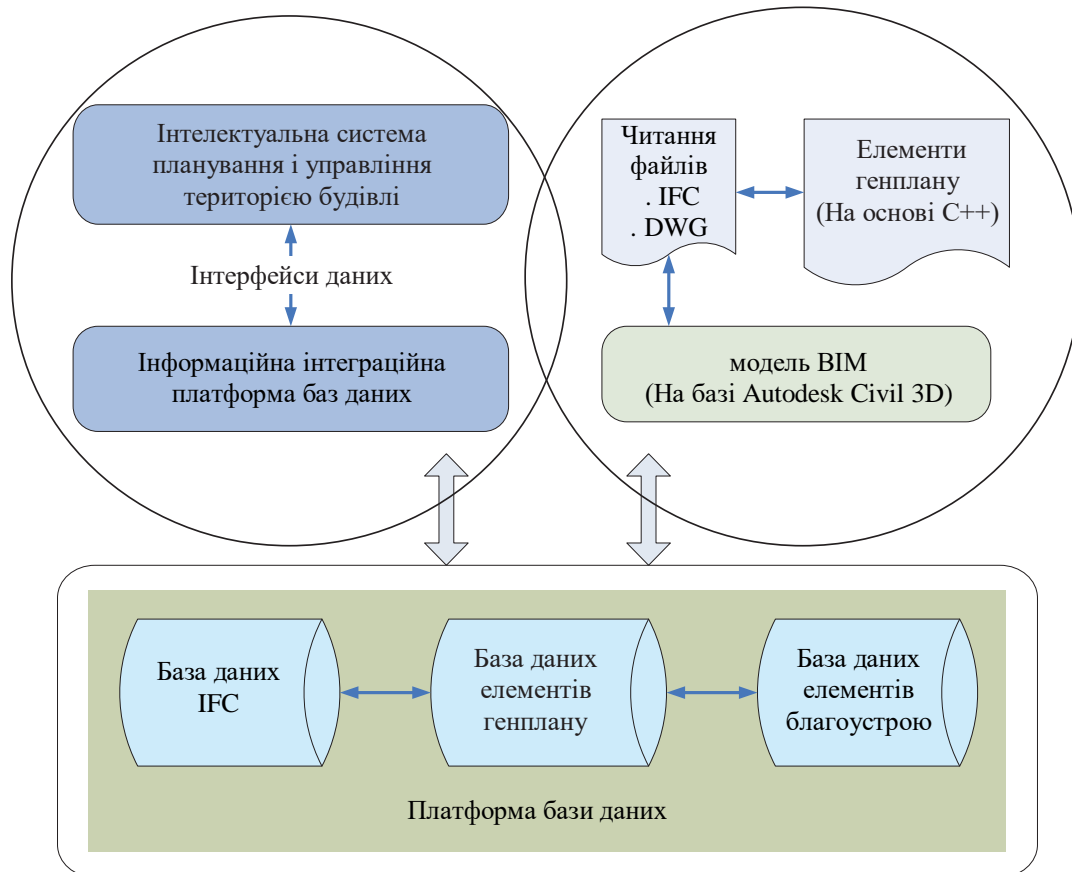 Інтелектуальна система
планування і управління
територією будівлі
Інтерфейси даних
Інформаційна інтеграційна
платформа баз даних
Читання
файлів
. IFC
. DWG
Елементи
генплану
(На основі C++)
модель BIM
(На базі Autodesk Civil 3D)
База даних
IFC
База даних
елементів
генплану
База даних
елементів
благоустрою
Платформа бази даних